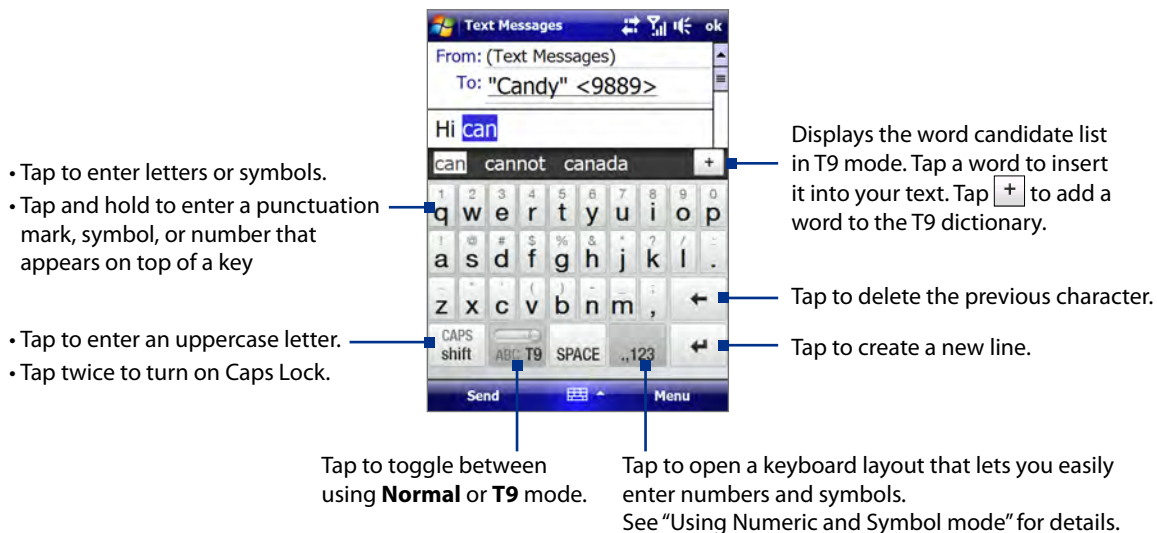 Text Messages ok
From: (Text Messages)
To: "Candy" <9889>
Hi can
can cannot canada +
1 2 3 4 5 6 7 8 9 0
q w e r t y u i o p
! @ # $ % & * ? / :
a s d f g h j k l .
( ) - ;
z x c v b n m ,
CAPS
shift ABC T9 SPACE .,123
Send Menu
• Tap to enter letters or symbols.
• Tap and hold to enter a punctuation
mark, symbol, or number that
appears on top of a key
• Tap to enter an uppercase letter.
• Tap twice to turn on Caps Lock.
Displays the word candidate list
in T9 mode. Tap a word to insert
it into your text. Tap + to add a
word to the T9 dictionary.
Tap to delete the previous character.
Tap to create a new line.
Tap to toggle between
using Normal or T9 mode.
Tap to open a keyboard layout that lets you easily
enter numbers and symbols.
See “Using Numeric and Symbol mode” for details.